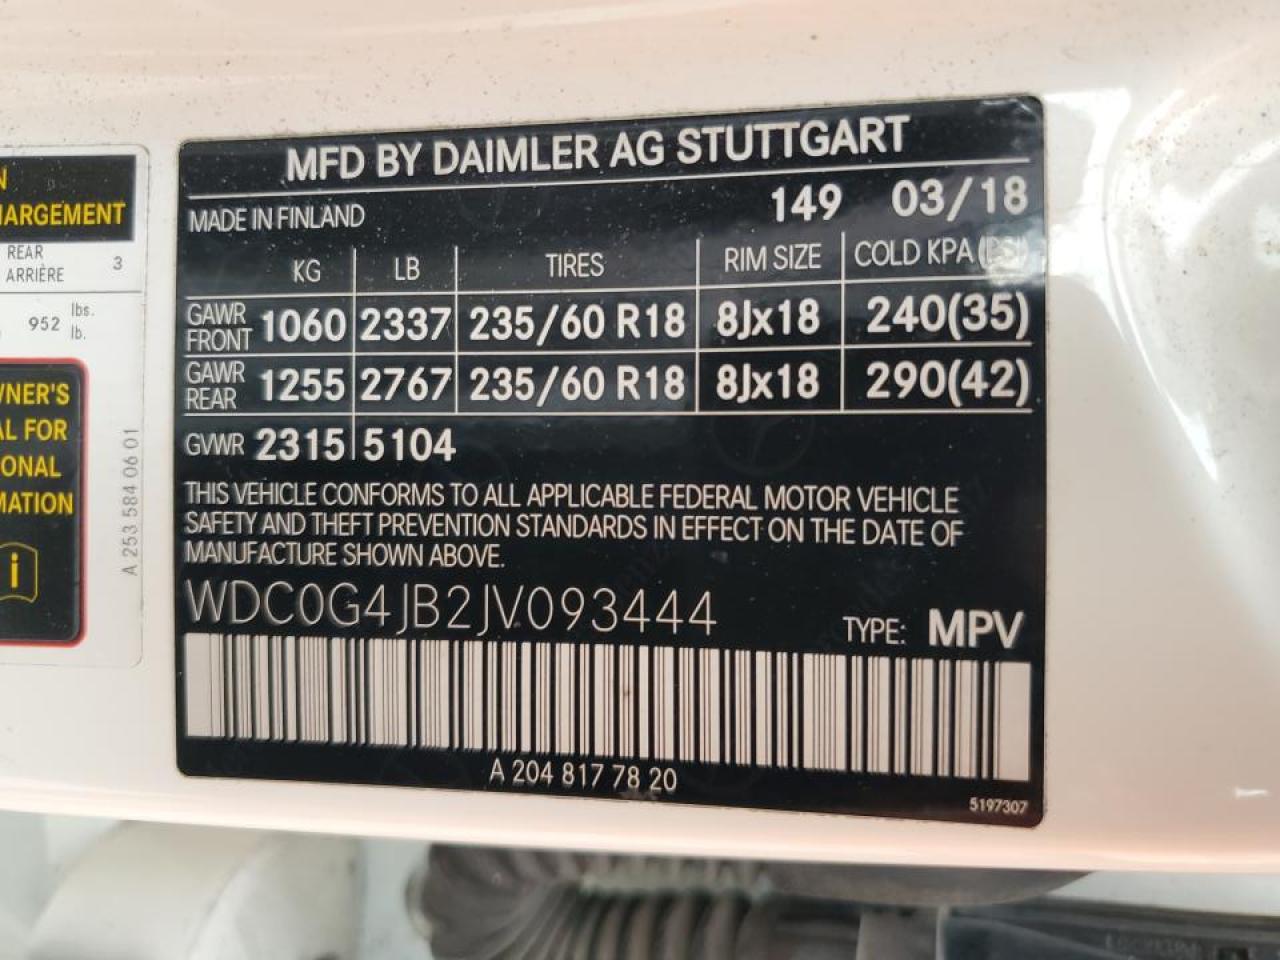 N
HARGEMENT
REAR
ARRIÈRE 3
952 lbs.
lb.
WNER'S
AL FOR
IONAL
MATION
i
A 253 584 06 01
MFD BY DAIMLER AG STUTTGART
MADE IN FINLAND 149 03/18
KG LB TIRES RIM SIZE COLD KPA (PSI)
GAWR FRONT 1060 2337 235/60 R18 8Jx18 240(35)
GAWR REAR 1255 2767 235/60 R18 8Jx18 290(42)
GVWR 2315 5104
THIS VEHICLE CONFORMS TO ALL APPLICABLE FEDERAL MOTOR VEHICLE
SAFETY AND THEFT PREVENTION STANDARDS IN EFFECT ON THE DATE OF
MANUFACTURE SHOWN ABOVE.
WDC0G4JB2JV093444 TYPE: MPV
A 204 817 78 20
5197307